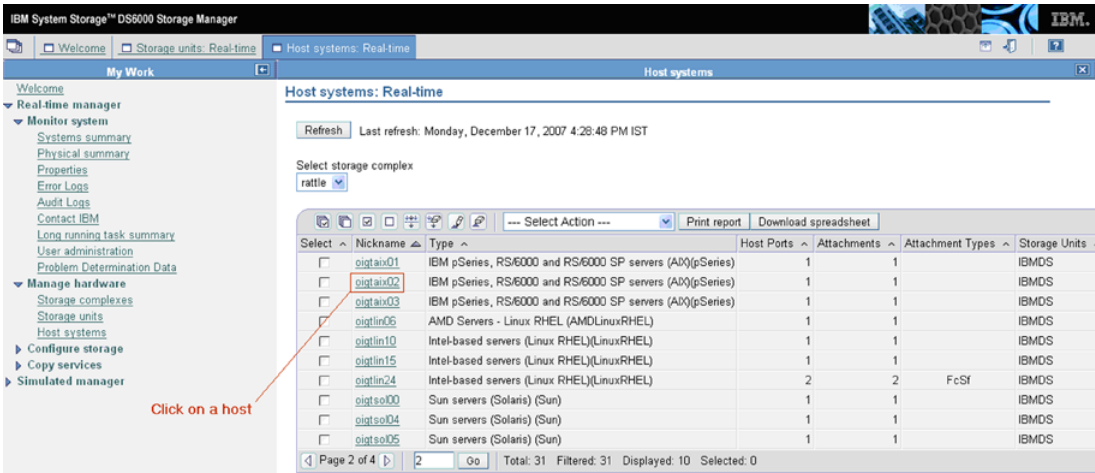 IBM System Storage™ DS6000 Storage Manager
IBM.
Welcome
Storage units: Real-time
Host systems: Real-time
?
My Work
Welcome
Real-time manager
Monitor system
Systems summary
Physical summary
Properties
Error Logs
Audit Logs
Contact IBM
Long running task summary
User administration
Problem Determination Data
Manage hardware
Storage complexes
Storage units
Host systems
Configure storage
Copy services
Simulated manager
Click on a host
Host systems
Host systems: Real-time
Refresh Last refresh: Monday, December 17, 2007 4:28:48 PM IST
Select storage complex
rattle
--- Select Action --- Print report Download spreadsheet
Select Nickname Type Host Ports Attachments Attachment Types Storage Units
oigtaix01 IBM pSeries, RS/6000 and RS/6000 SP servers (AIX)(pSeries) 1 1 IBMDS
oigtaix02 IBM pSeries, RS/6000 and RS/6000 SP servers (AIX)(pSeries) 1 1 IBMDS
oigtaix03 IBM pSeries, RS/6000 and RS/6000 SP servers (AIX)(pSeries) 1 1 IBMDS
oigtlin06 AMD Servers - Linux RHEL (AMDLinuxRHEL) 1 1 IBMDS
oigtlin10 Intel-based servers (Linux RHEL)(LinuxRHEL) 1 1 IBMDS
oigtlin15 Intel-based servers (Linux RHEL)(LinuxRHEL) 1 1 IBMDS
oigtlin24 Intel-based servers (Linux RHEL)(LinuxRHEL) 2 2 FcSf IBMDS
oigtsol00 Sun servers (Solaris) (Sun) 1 1 IBMDS
oigtsol04 Sun servers (Solaris) (Sun) 1 1 IBMDS
oigtsol05 Sun servers (Solaris) (Sun) 1 1 IBMDS
Page 2 of 4 2 Go Total: 31 Filtered: 31 Displayed: 10 Selected: 0